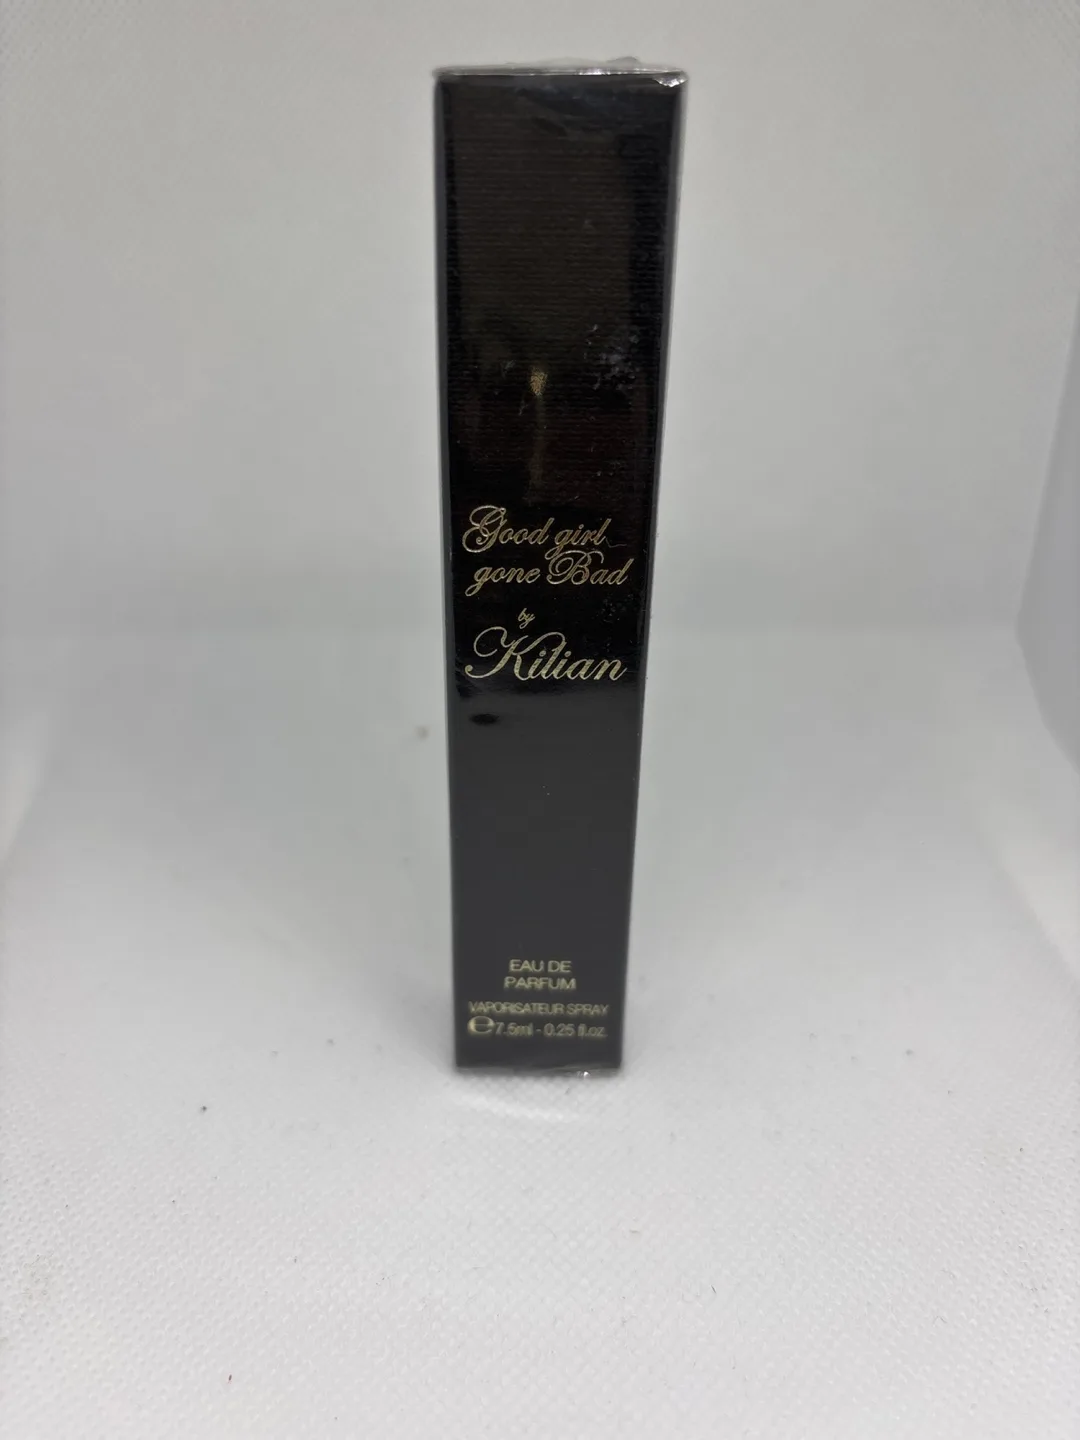 Good girl
gone Bad
by
Kilian
EAU DE
PARFUM
VAPORISATEUR SPRAY
℮7.5ml - 0.25 fl.oz.